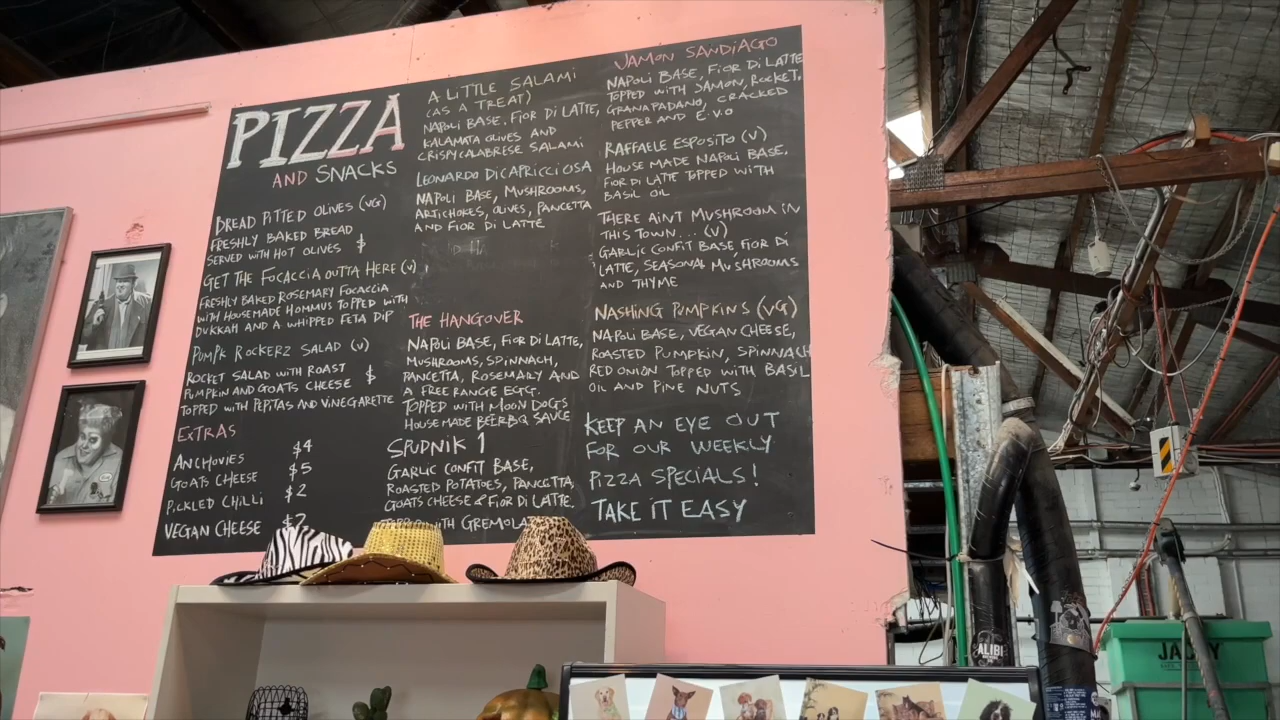 PIZZA
AND SNACKS
BREAD PITTED OLIVES (VG)
FRESHLY BAKED BREAD
SERVED WITH HOT OLIVES $
GET THE FOCACCIA OUTTA HERE (V)
FRESHLY BAKED ROSEMARY FOCACCIA
WITH HOUSEMADE HOMMUS TOPPED WITH
DUKKAH AND A WHIPPED FETA DIP
PUMPK ROCKERZ SALAD (V)
ROCKET SALAD WITH ROAST
PUMPKIN AND GOATS CHEESE $
TOPPED WITH PEPITAS AND VINEGARETTE
EXTRAS
ANCHOVIES $4
GOATS CHEESE $5
PICKLED CHILLI $2
VEGAN CHEESE $2
A LITTLE SALAMI
(AS A TREAT)
NAPOLI BASE, FIOR DI LATTE,
KALAMATA OLIVES AND
CRISPY CALABRESE SALAMI
LEONARDO DICAPRICCIOSA
NAPOLI BASE, MUSHROOMS,
ARTICHOKES, OLIVES, PANCETTA
AND FIOR DI LATTE
THE HANGOVER
NAPOLI BASE, FIOR DI LATTE,
MUSHROOMS, SPINNACH,
PANCETTA, ROSEMARY AND
A FREE RANGE EGG.
TOPPED WITH MOON DOGS
HOUSE MADE BEERBQ SAUCE
SPUDNIK 1
GARLIC CONFIT BASE,
ROASTED POTATOES, PANCETTA,
GOATS CHEESE & FIOR DI LATTE.
WITH GREMOLA
JAMON SANDIAGO
NAPOLI BASE, FIOR DI LATTE
TOPPED WITH JAMON, ROCKET,
GRANAPADANO, CRACKED
PEPPER AND E.V.O
RAFFAELE ESPOSITO (V)
HOUSE MADE NAPOLI BASE,
FIOR DI LATTE TOPPED WITH
BASIL OIL
THERE AINT MUSHROOM IN
THIS TOWN... (V)
GARLIC CONFIT BASE, FIOR DI
LATTE, SEASONAL MUSHROOMS
AND THYME
NASHING PUMPKINS (VG)
NAPOLI BASE, VEGAN CHEESE,
ROASTED PUMPKIN, SPINNACH
RED ONION TOPPED WITH BASIL
OIL AND PINE NUTS
KEEP AN EYE OUT
FOR OUR WEEKLY
PIZZA SPECIALS!
TAKE IT EASY
ALIBI